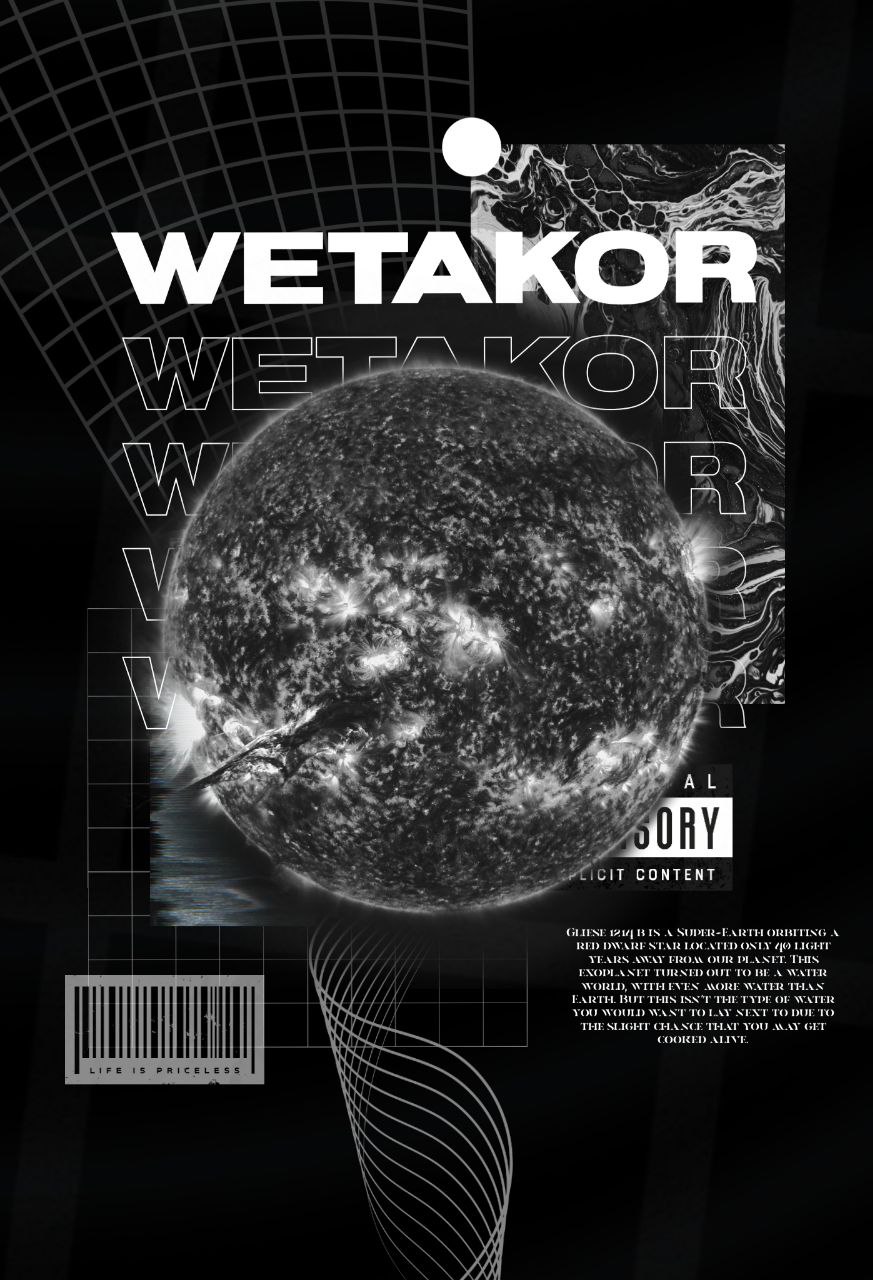 WETAKOR
WETAKOR
W OR
W R
W R
AL
SORY
PLICIT CONTENT
GLIESE 1214 B IS A SUPER-EARTH ORBITING A
RED DWARF STAR LOCATED ONLY 40 LIGHT
YEARS AWAY FROM OUR PLANET. THIS
EXOPLANET TURNED OUT TO BE A WATER
WORLD, WITH EVEN MORE WATER THAN
EARTH. BUT THIS ISN'T THE TYPE OF WATER
YOU WOULD WANT TO LAY NEXT TO DUE TO
THE SLIGHT CHANCE THAT YOU MAY GET
COOKED ALIVE.
LIFE IS PRICELESS